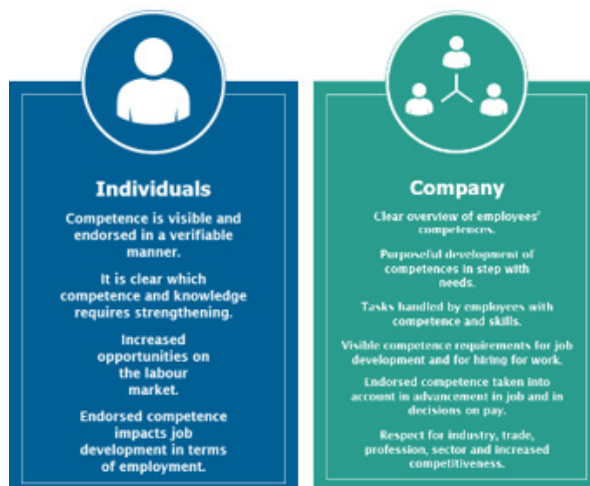 Individuals
Competence is visible and
endorsed in a verifiable
manner.
It is clear which
competence and knowledge
requires strengthening.
Increased
opportunities on
the labour
market.
Endorsed competence
impacts job
development in terms
of employment.
Company
Clear overview of employees'
competences.
Purposeful development of
competences in step with
needs.
Tasks handled by employees with
competence and skills.
Visible competence requirements for job
development and for hiring for work.
Endorsed competence taken into
account in advancement in job and in
decisions on pay.
Respect for industry, trade,
profession, sector and increased
competitiveness.